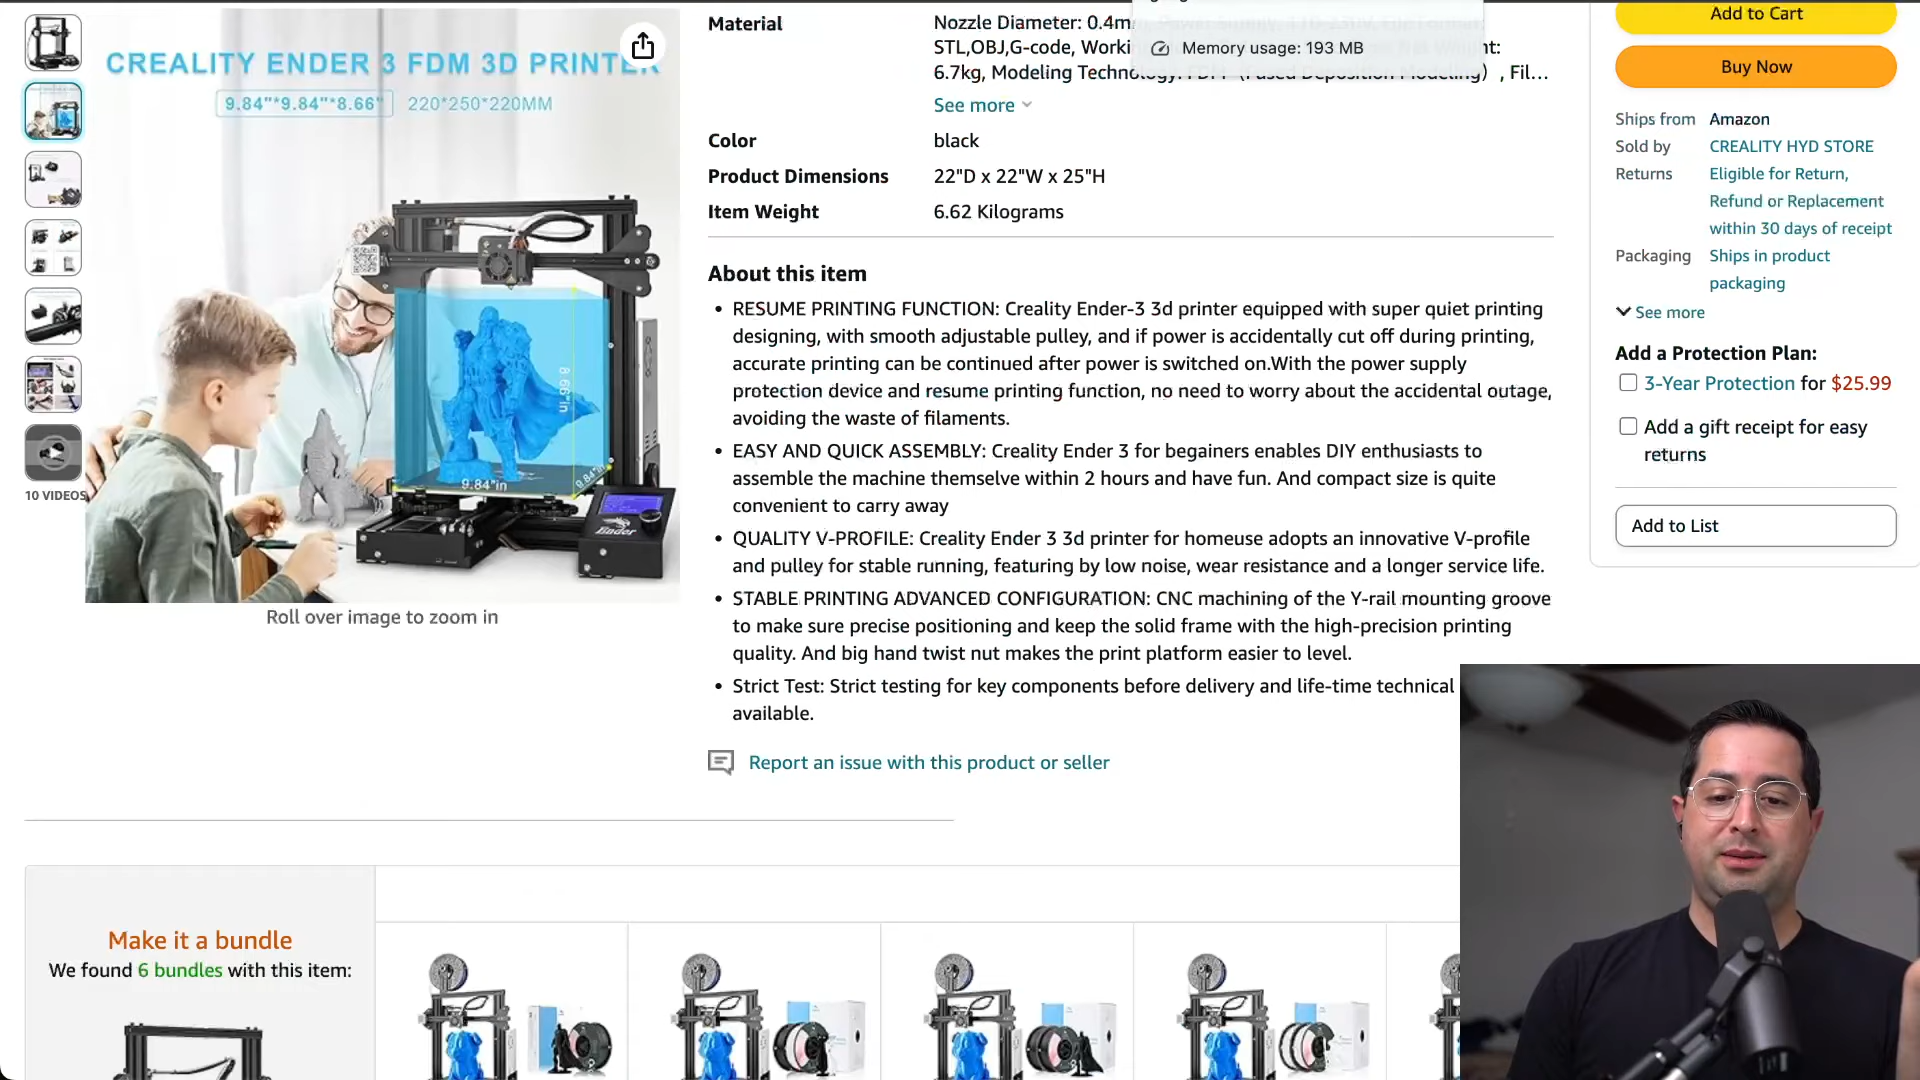 CREALITY ENDER 3 FDM 3D PRINTER
9.84"*9.84"*8.66" 220*250*220MM
8.66"in
9.84"in
9.84"in
Ender
10 VIDEOS
Roll over image to zoom in
Material
Nozzle Diameter: 0.4m
STL,OBJ,G-code, Worki
6.7kg, Modeling Technology: FDM (Fused Deposition Modeling) , Fil...
See more
Memory usage: 193 MB
Color black
Product Dimensions 22"D x 22"W x 25"H
Item Weight 6.62 Kilograms
About this item
• RESUME PRINTING FUNCTION: Creality Ender-3 3d printer equipped with super quiet printing
designing, with smooth adjustable pulley, and if power is accidentally cut off during printing,
accurate printing can be continued after power is switched on.With the power supply
protection device and resume printing function, no need to worry about the accidental outage,
avoiding the waste of filaments.
• EASY AND QUICK ASSEMBLY: Creality Ender 3 for begainers enables DIY enthusiasts to
assemble the machine themselve within 2 hours and have fun. And compact size is quite
convenient to carry away
• QUALITY V-PROFILE: Creality Ender 3 3d printer for homeuse adopts an innovative V-profile
and pulley for stable running, featuring by low noise, wear resistance and a longer service life.
• STABLE PRINTING ADVANCED CONFIGURATION: CNC machining of the Y-rail mounting groove
to make sure precise positioning and keep the solid frame with the high-precision printing
quality. And big hand twist nut makes the print platform easier to level.
• Strict Test: Strict testing for key components before delivery and life-time technical
available.
Report an issue with this product or seller
Add to Cart
Buy Now
Ships from Amazon
Sold by CREALITY HYD STORE
Returns Eligible for Return,
Refund or Replacement
within 30 days of receipt
Packaging Ships in product
packaging
See more
Add a Protection Plan:
3-Year Protection for $25.99
Add a gift receipt for easy
returns
Add to List
Make it a bundle
We found 6 bundles with this item: